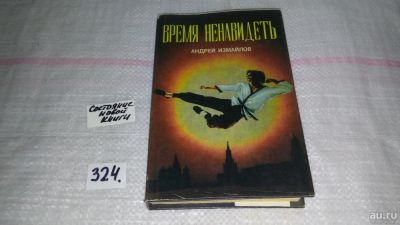 ВРЕМЯ НЕНАВИДЕТЬ
АНДРЕЙ ИЗМАЙЛОВ
Состояние
новой
книги
324.
au.ru